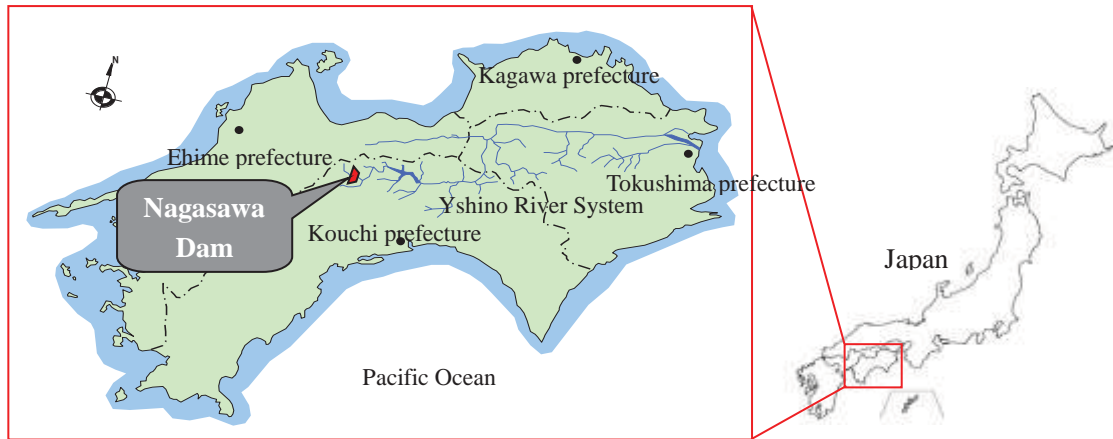 N
Kagawa prefecture
Ehime prefecture
Tokushima prefecture
Nagasawa
Dam
Yshino River System
Kouchi prefecture
Japan
Pacific Ocean